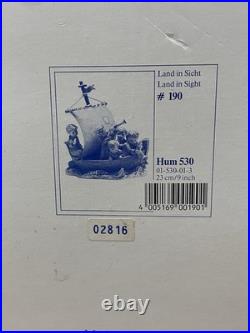 Land in Sicht
Land in Sight
# 190
Hum 530
01-530-01-3
23 cm/9 inch
4 005169 001901
02816